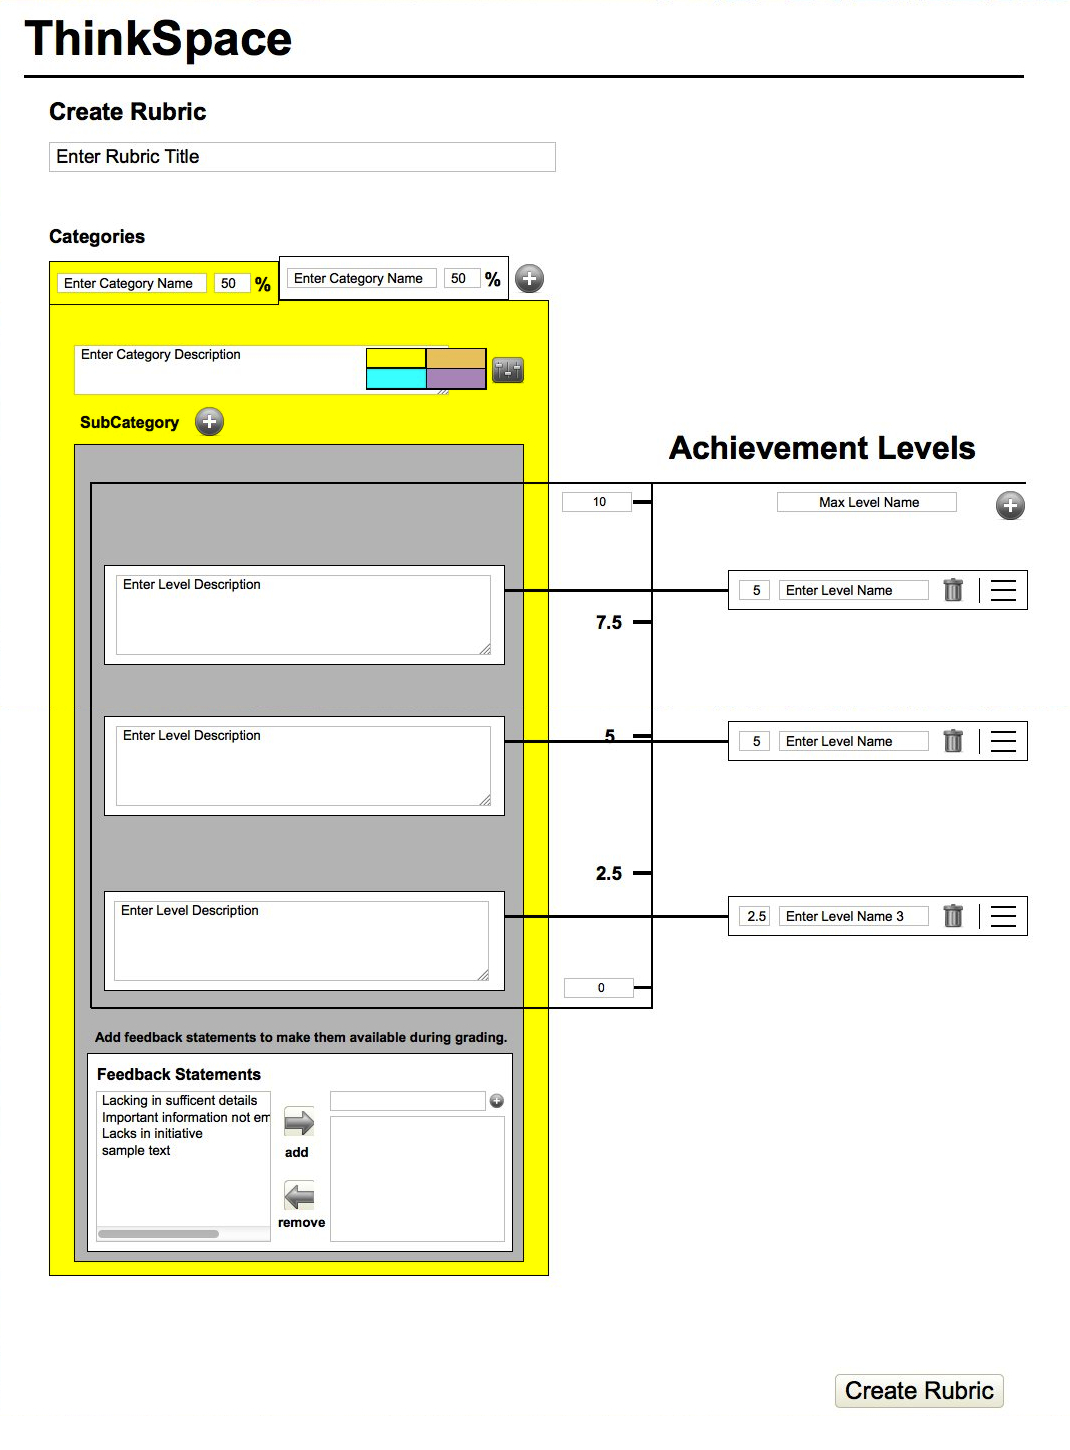 ThinkSpace
Create Rubric
Enter Rubric Title
Categories
Enter Category Name 50 % Enter Category Name 50 %
Enter Category Description
SubCategory
Achievement Levels
10 Max Level Name
Enter Level Description 5 Enter Level Name
7.5
Enter Level Description 5 5 Enter Level Name
2.5
Enter Level Description 2.5 Enter Level Name 3
0
Add feedback statements to make them available during grading.
Feedback Statements
Lacking in sufficent details
Important information not em
Lacks in initiative
sample text
add
remove
Create Rubric